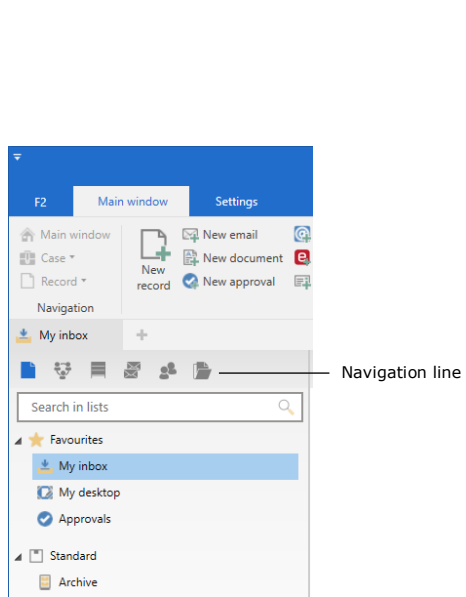 F2 Main window Settings
Main window
Case
Record
Navigation
New
record
New email
New document
New approval
My inbox +
Navigation line
Search in lists
Favourites
My inbox
My desktop
Approvals
Standard
Archive